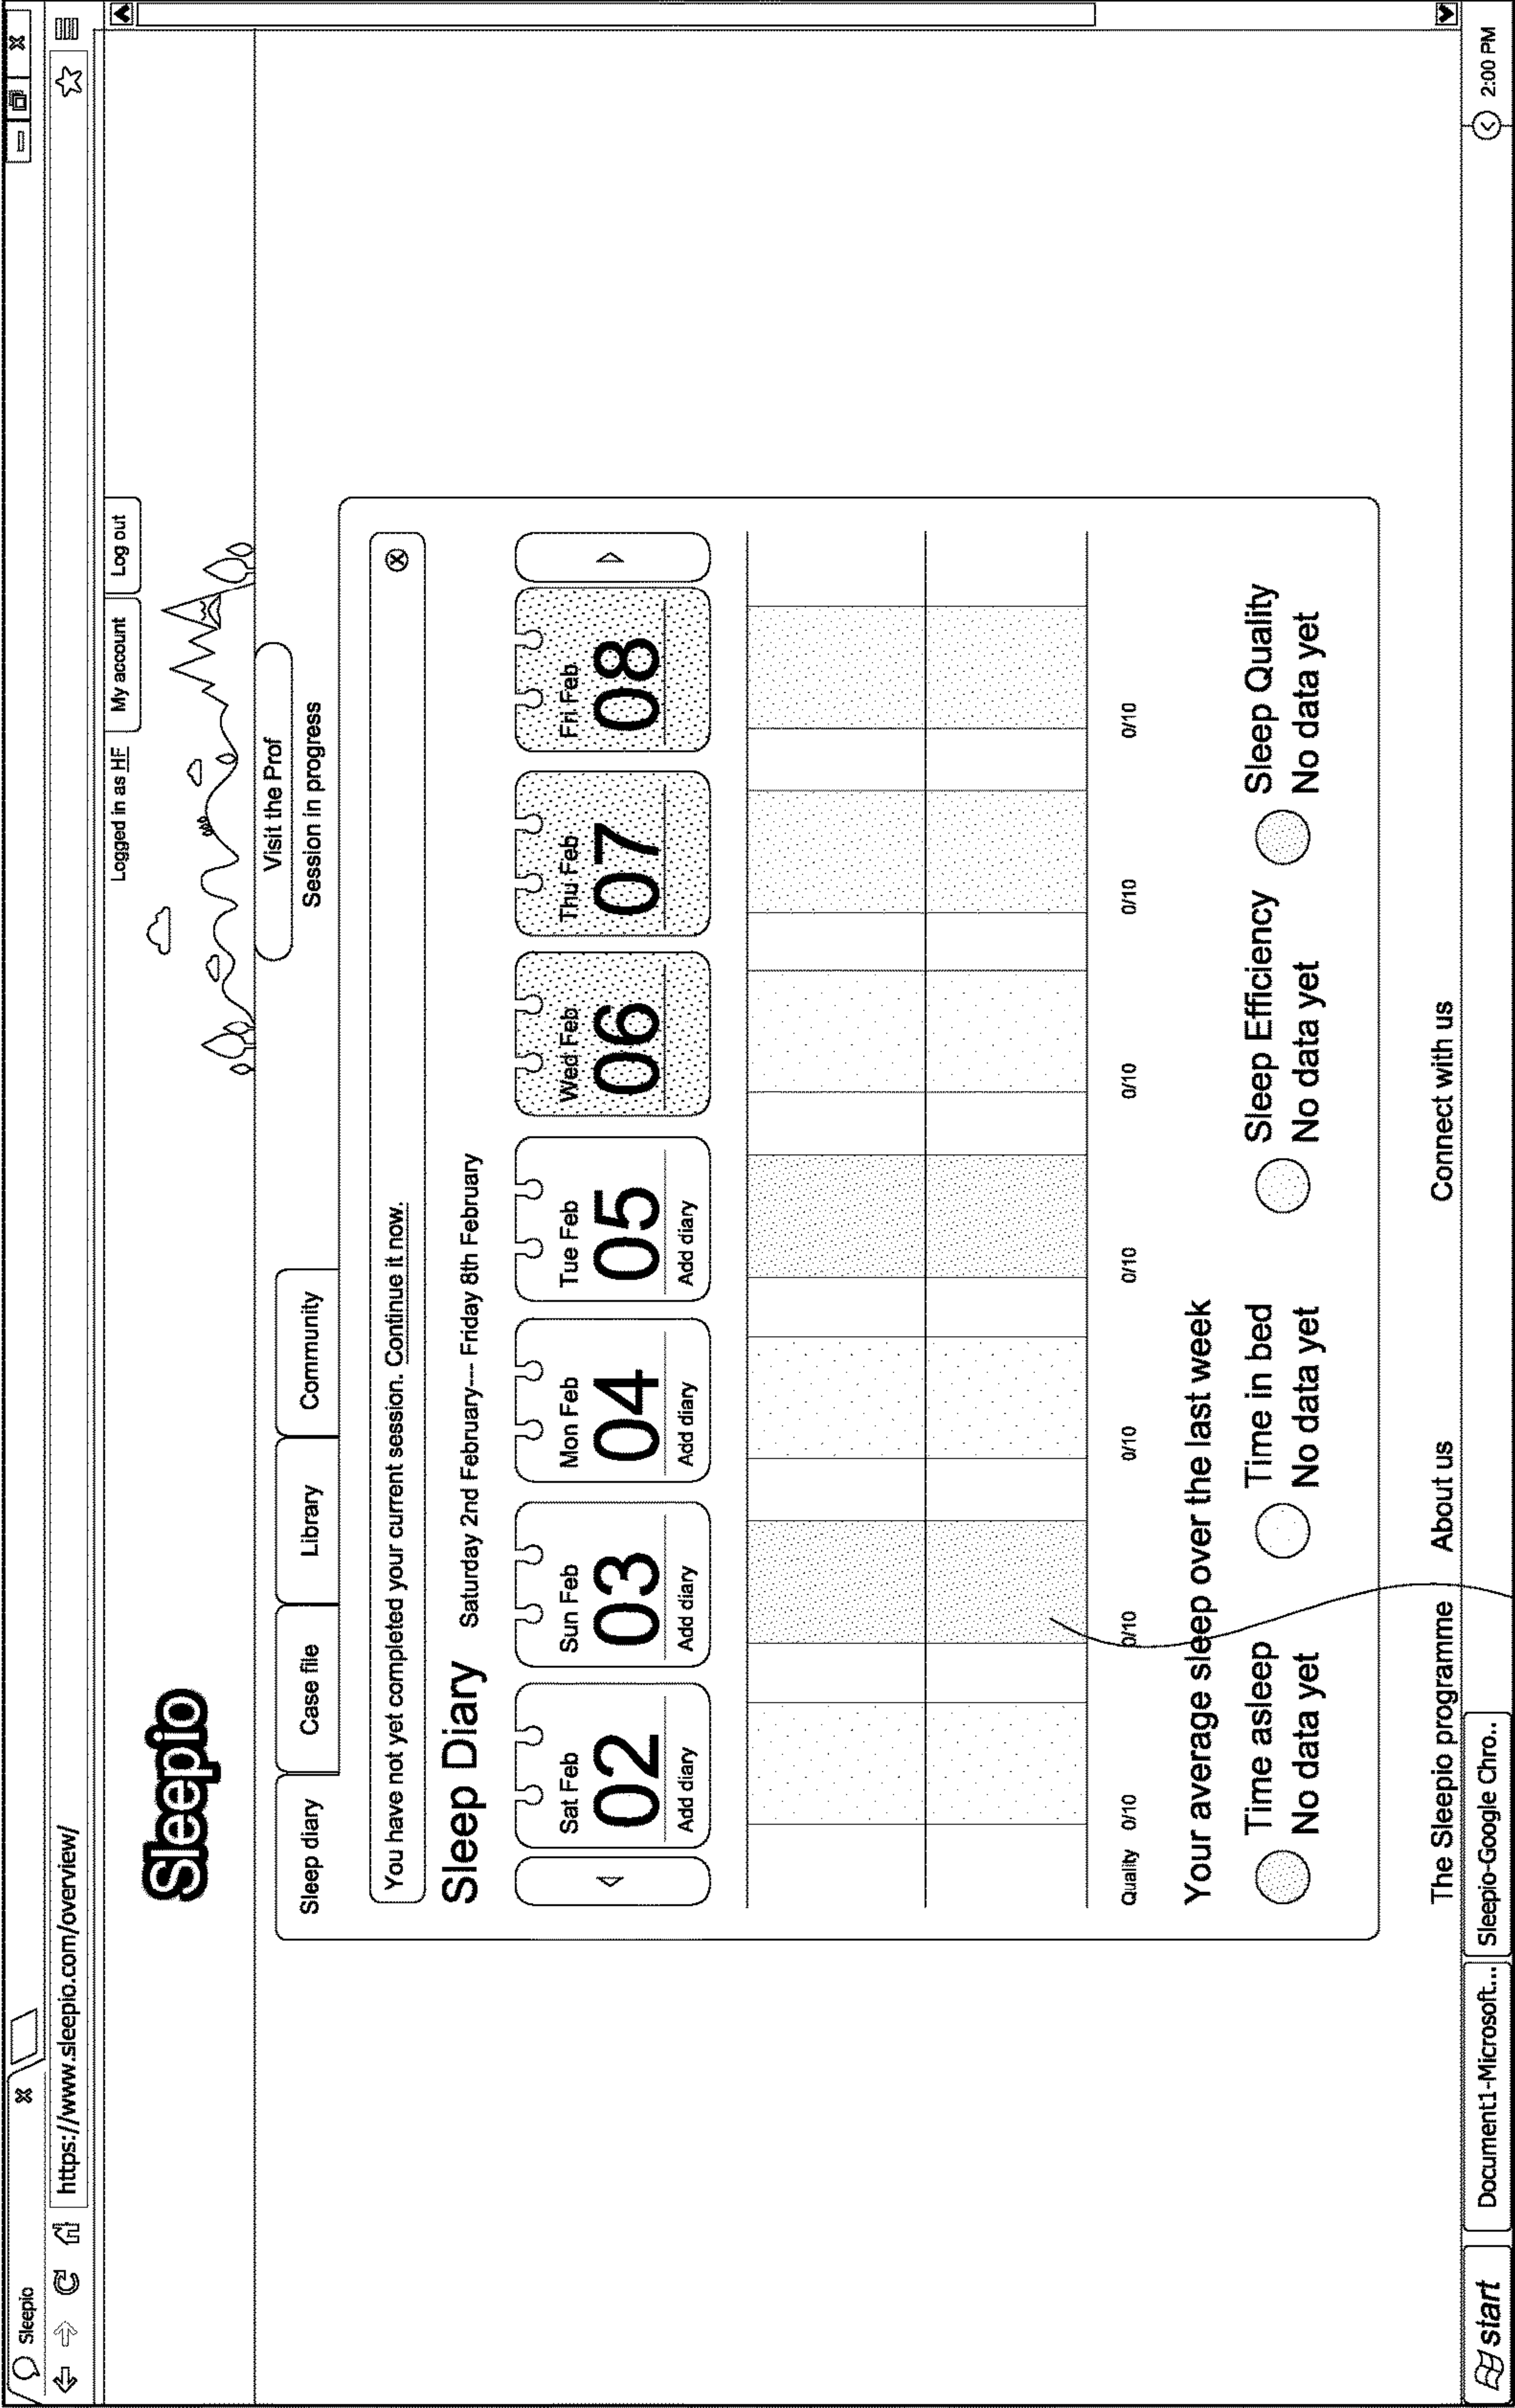 Sleepio
https://www.sleepio.com/overview/
Logged in as HF
My account
Log out
Sleepio
Visit the Prof
Session in progress
Sleep diary
Case file
Library
Community
You have not yet completed your current session. Continue it now.
Sleep Diary Saturday 2nd February---- Friday 8th February
Sat Feb
02
Add diary
Sun Feb
03
Add diary
Mon Feb
04
Add diary
Tue Feb
05
Add diary
Wed Feb
06
Thu Feb
07
Fri Feb
08
Quality 0/10 0/10 0/10 0/10 0/10 0/10 0/10
Your average sleep over the last week
Time asleep
No data yet
Time in bed
No data yet
Sleep Efficiency
No data yet
Sleep Quality
No data yet
The Sleepio programme
About us
Connect with us
start
Document1-Microsoft...
Sleepio-Google Chro..
2:00 PM